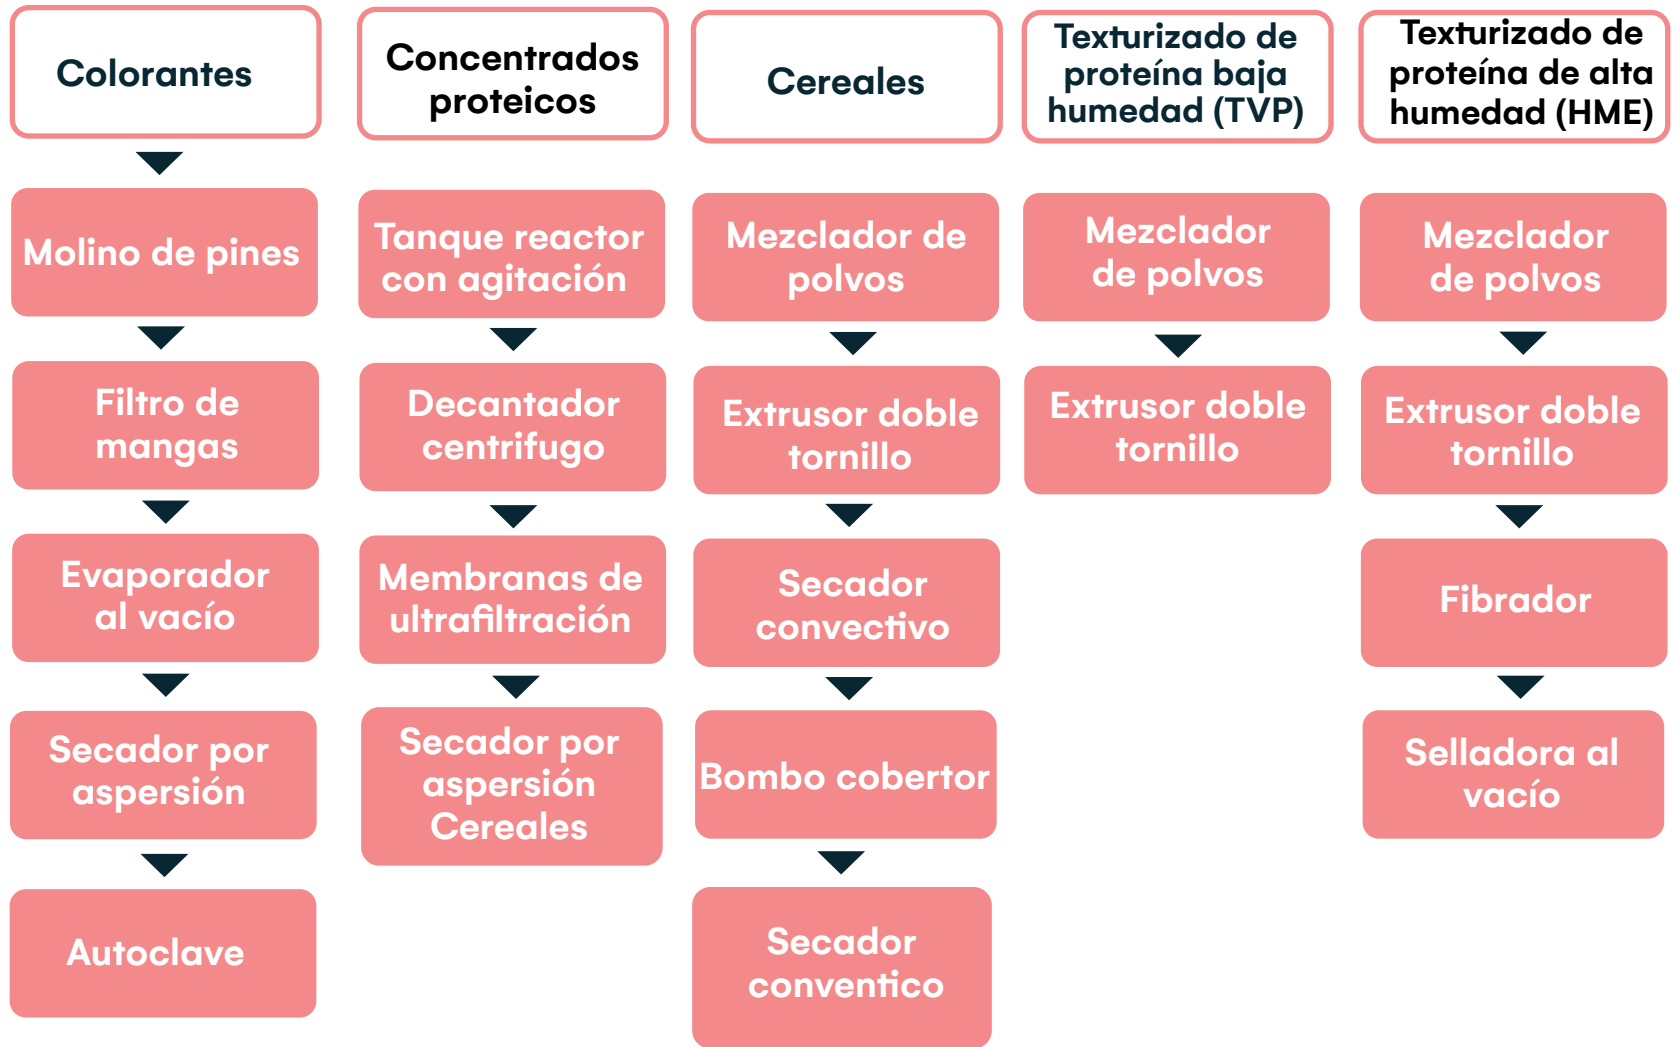 Colorantes
Molino de pines
Filtro de
mangas
Evaporador
al vacío
Secador por
aspersión
Autoclave
Concentrados
proteicos
Tanque reactor
con agitación
Decantador
centrifugo
Membranas de
ultrafiltración
Secador por
aspersión
Cereales
Cereales
Mezclador de
polvos
Extrusor doble
tornillo
Secador
convectivo
Bombo cobertor
Secador
conventico
Texturizado de
proteína baja
humedad (TVP)
Mezclador
de polvos
Extrusor doble
tornillo
Texturizado de
proteína de alta
humedad (HME)
Mezclador
de polvos
Extrusor doble
tornillo
Fibrador
Selladora al
vacío